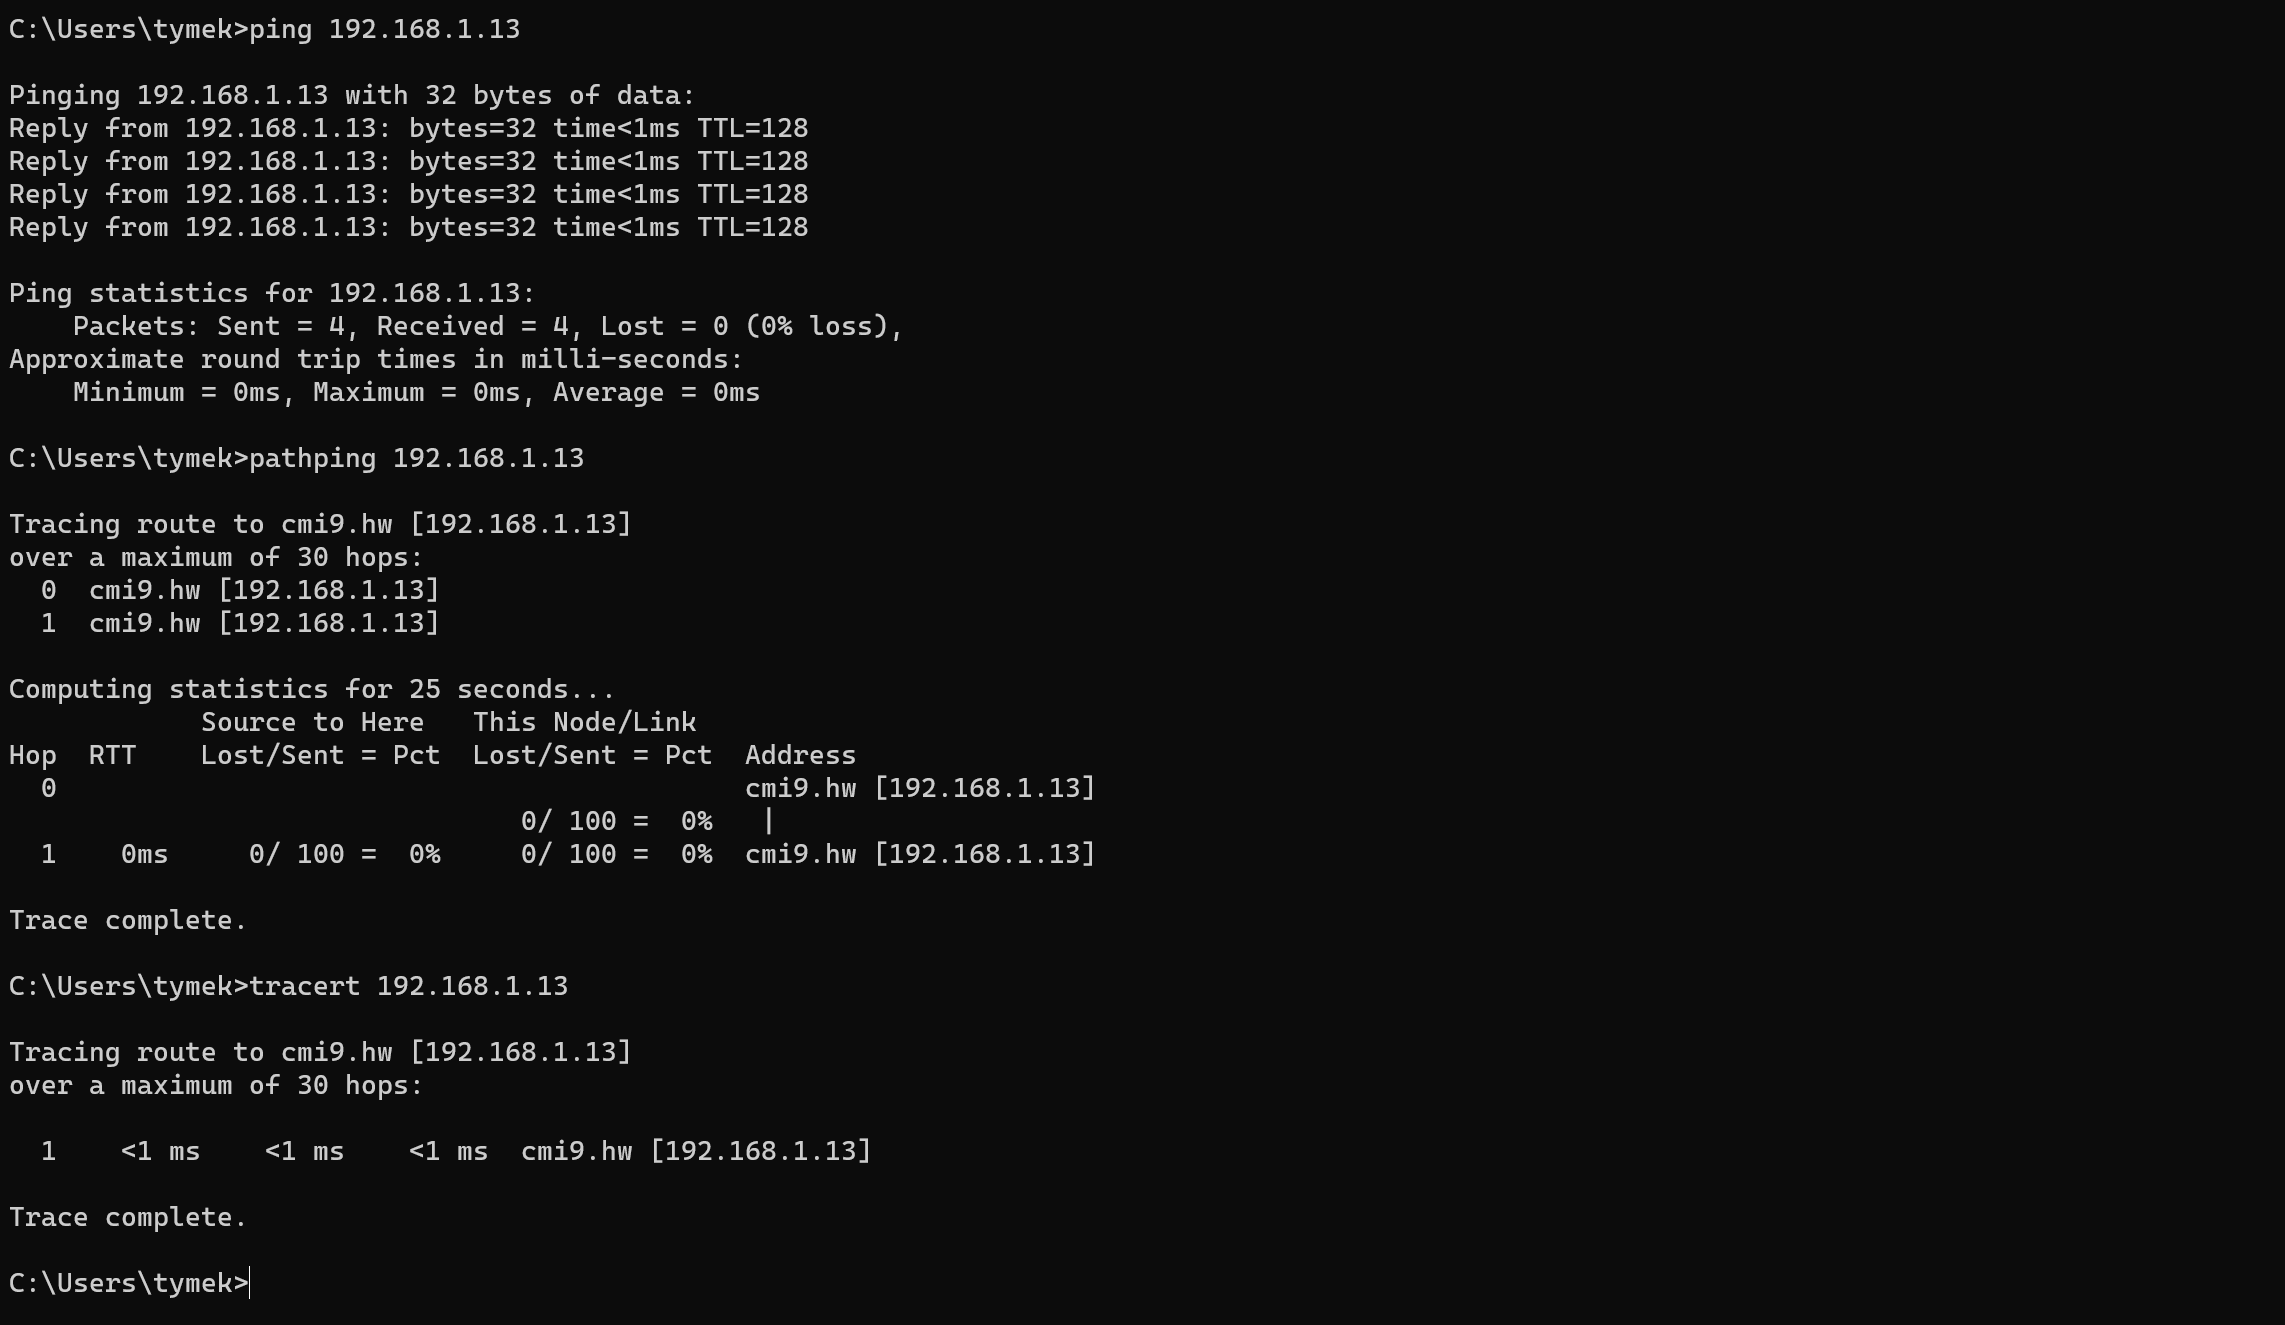 C:\Users\tymek>ping 192.168.1.13
Pinging 192.168.1.13 with 32 bytes of data:
Reply from 192.168.1.13: bytes=32 time<1ms TTL=128
Reply from 192.168.1.13: bytes=32 time<1ms TTL=128
Reply from 192.168.1.13: bytes=32 time<1ms TTL=128
Reply from 192.168.1.13: bytes=32 time<1ms TTL=128
Ping statistics for 192.168.1.13:
    Packets: Sent = 4, Received = 4, Lost = 0 (0% loss),
Approximate round trip times in milli-seconds:
    Minimum = 0ms, Maximum = 0ms, Average = 0ms
C:\Users\tymek>pathping 192.168.1.13
Tracing route to cmi9.hw [192.168.1.13]
over a maximum of 30 hops:
  0  cmi9.hw [192.168.1.13]
  1  cmi9.hw [192.168.1.13]
Computing statistics for 25 seconds...
            Source to Here   This Node/Link
Hop  RTT    Lost/Sent = Pct  Lost/Sent = Pct  Address
  0                                           cmi9.hw [192.168.1.13]
                                0/ 100 =  0%   |
  1    0ms     0/ 100 =  0%     0/ 100 =  0%  cmi9.hw [192.168.1.13]
Trace complete.
C:\Users\tymek>tracert 192.168.1.13
Tracing route to cmi9.hw [192.168.1.13]
over a maximum of 30 hops:
  1    <1 ms    <1 ms    <1 ms  cmi9.hw [192.168.1.13]
Trace complete.
C:\Users\tymek>